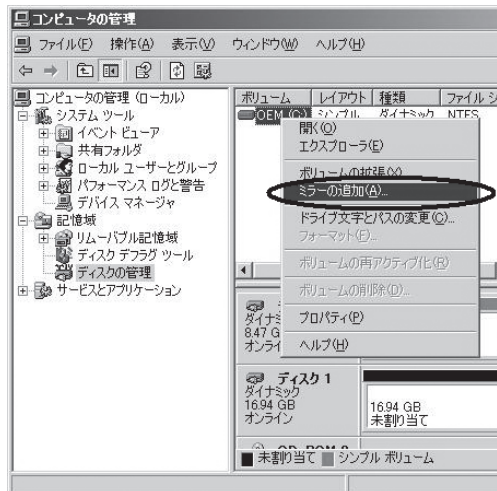 コンピュータの管理
ファイル(F) 操作(A) 表示(V) ウィンドウ(W) ヘルプ(H)
コンピュータの管理 (ローカル)
システム ツール
イベント ビューア
共有フォルダ
ローカル ユーザーとグループ
パフォーマンス ログと警告
デバイス マネージャ
記憶域
リムーバブル記憶域
ディスク デフラグ ツール
ディスクの管理
サービスとアプリケーション
ボリューム レイアウト 種類 ファイル シ
OEM (C:) シンプル ダイナミック NTFS
開く(O)
エクスプローラ(E)
ボリュームの拡張(X)...
ミラーの追加(A)...
ドライブ文字とパスの変更(C)...
フォーマット(F)...
ボリュームの再アクティブ化(R)
ボリュームの削除(D)...
プロパティ(P)
ヘルプ(H)
ダイナミ
8.47 G
オンライ
ディスク 1
ダイナミック
16.94 GB
オンライン
16.94 GB
未割り当て
未割り当て シンプル ボリューム